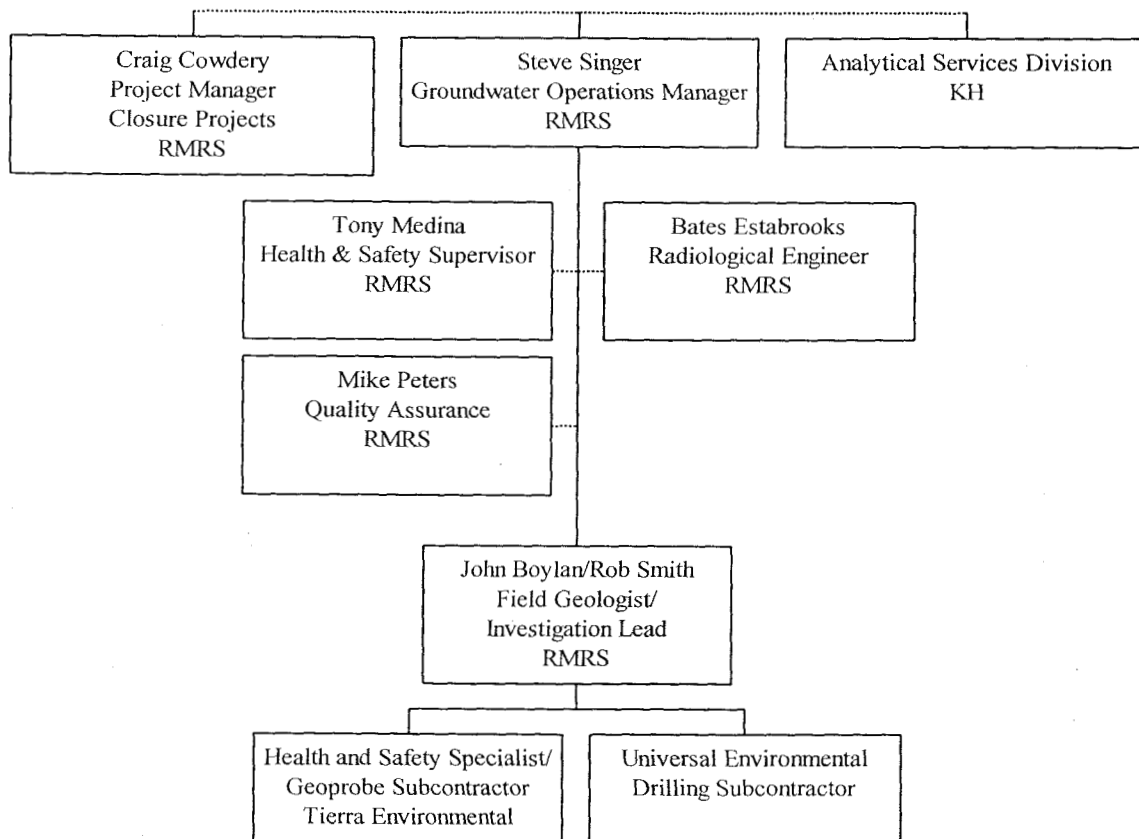 Craig Cowdery
Project Manager
Closure Projects
RMRS
Steve Singer
Groundwater Operations Manager
RMRS
Analytical Services Division
KH
Tony Medina
Health & Safety Supervisor
RMRS
Bates Estabrooks
Radiological Engineer
RMRS
Mike Peters
Quality Assurance
RMRS
John Boylan/Rob Smith
Field Geologist/
Investigation Lead
RMRS
Health and Safety Specialist/
Geoprobe Subcontractor
Tierra Environmental
Universal Environmental
Drilling Subcontractor